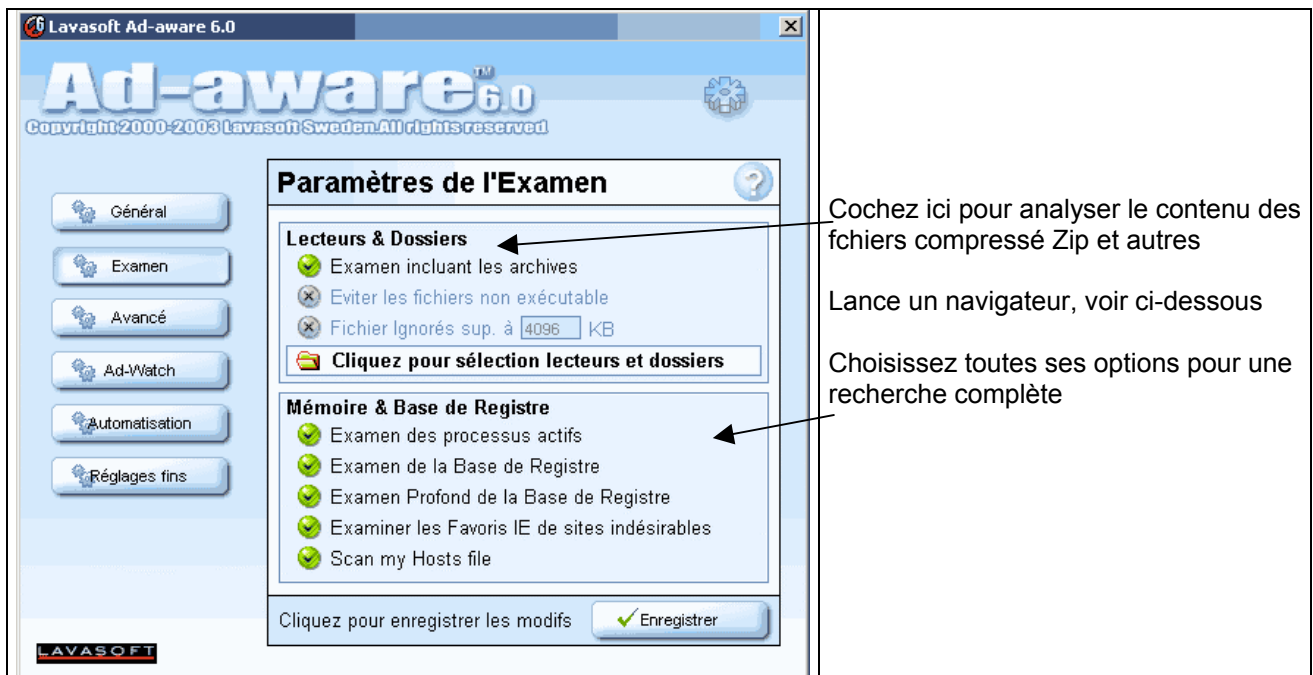 Lavasoft Ad-aware 6.0
Ad-aware 6.0 TM
Copyright 2000-2003 Lavasoft Sweden. All rights reserved.
Général
Examen
Avancé
Ad-Watch
Automatisation
Réglages fins
Paramètres de l'Examen
Lecteurs & Dossiers
Examen incluant les archives
Eviter les fichiers non exécutable
Fichier Ignorés sup. à 4096 KB
Cliquez pour sélection lecteurs et dossiers
Mémoire & Base de Registre
Examen des processus actifs
Examen de la Base de Registre
Examen Profond de la Base de Registre
Examiner les Favoris IE de sites indésirables
Scan my Hosts file
Cliquez pour enregistrer les modifs
Enregistrer
LAVASOFT
Cochez ici pour analyser le contenu des
fchiers compressé Zip et autres
Lance un navigateur, voir ci-dessous
Choisissez toutes ses options pour une
recherche complète